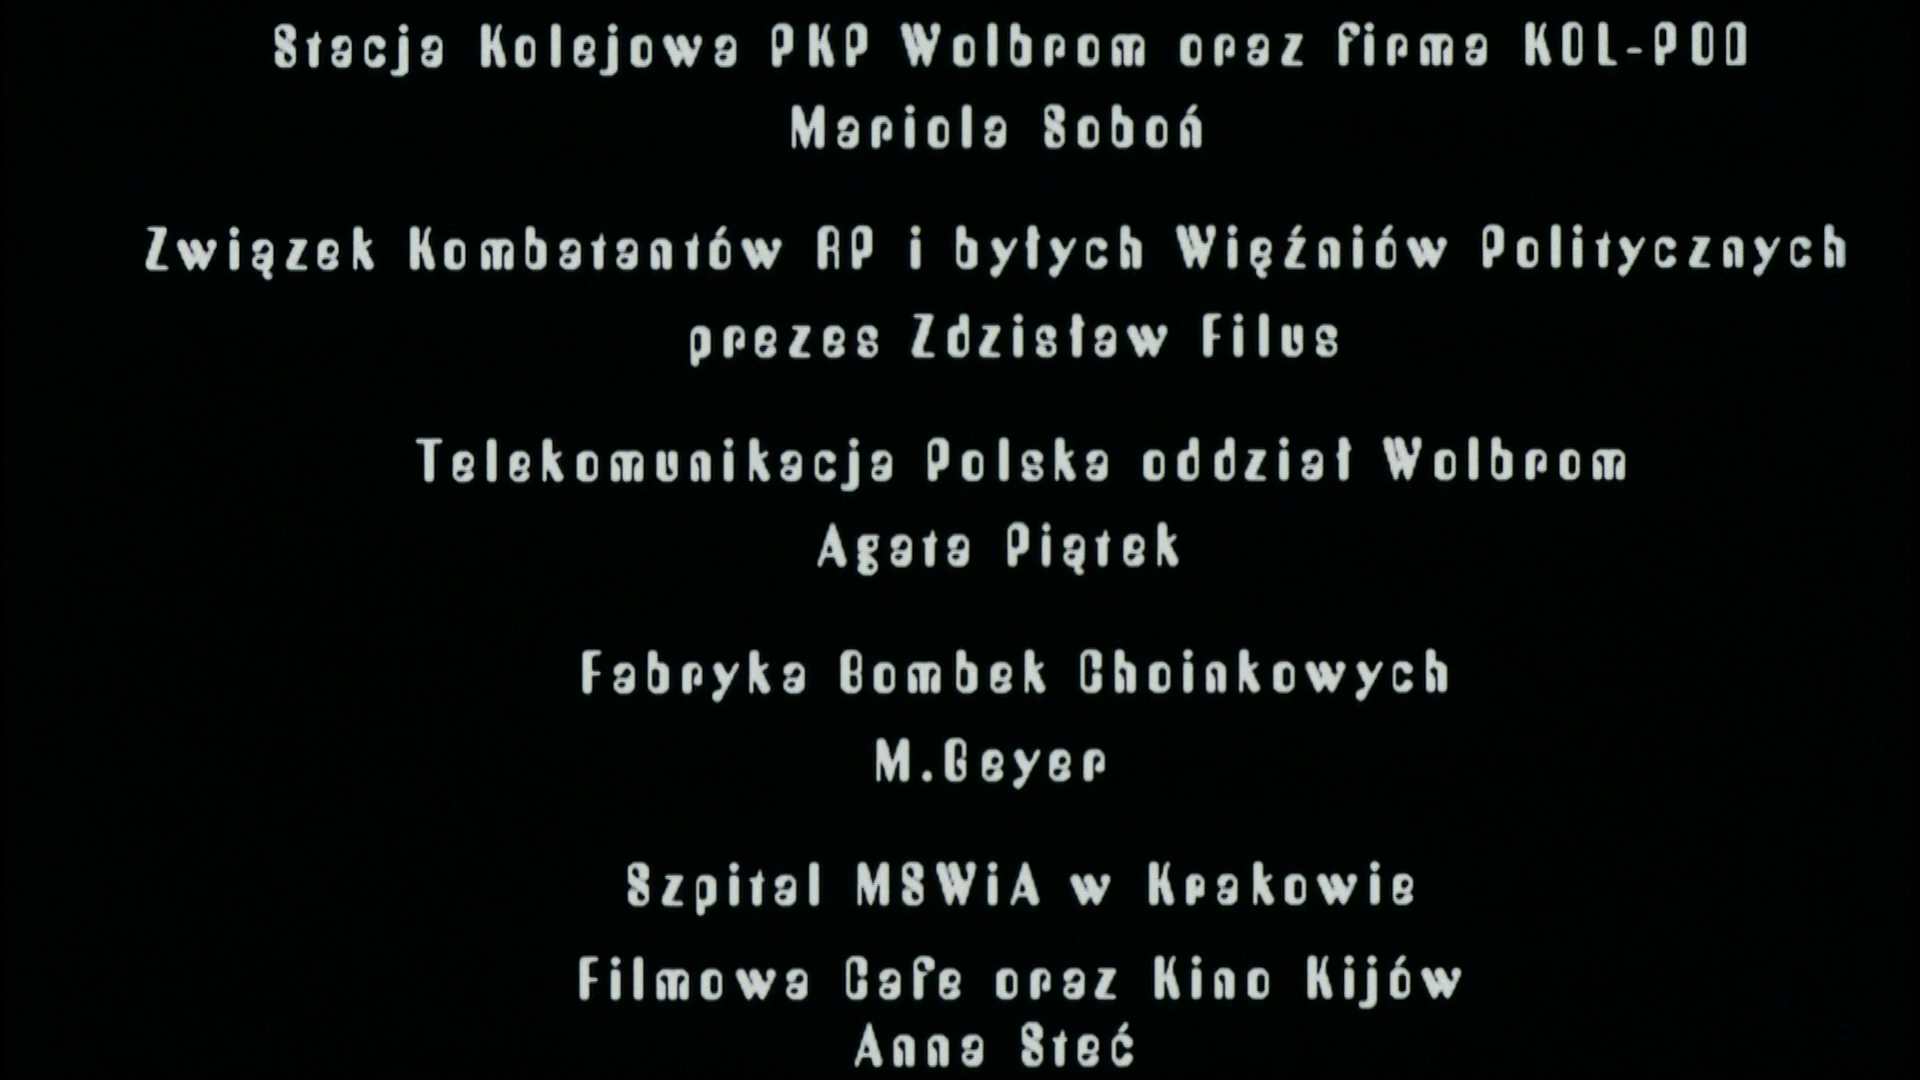 Stacja Kolejowa PKP Wolbrom oraz firma KOL-POD
Mariola Soboń
Związek Kombatantów RP i byłych Więźniów Politycznych
prezes Zdzisław Filus
Telekomunikacja Polska oddział Wolbrom
Agata Piątek
Fabryka Bombek Choinkowych
M.Geyer
Szpital MSWiA w Krakowie
Filmowa Cafe oraz Kino Kijów
Anna Steć